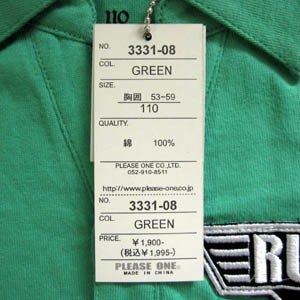 110
NO. 3331-08
COL. GREEN
SIZE.
胸囲 53~59
110
QUALITY.
綿 100%
PLEASE ONE CO.,LTD.
052-910-8511
http://www.please-one.co.jp
NO. 3331-08
COL. GREEN
PRICE. ¥1,900-
(税込¥1,995-)
PLEASE ONE.
MADE IN CHINA